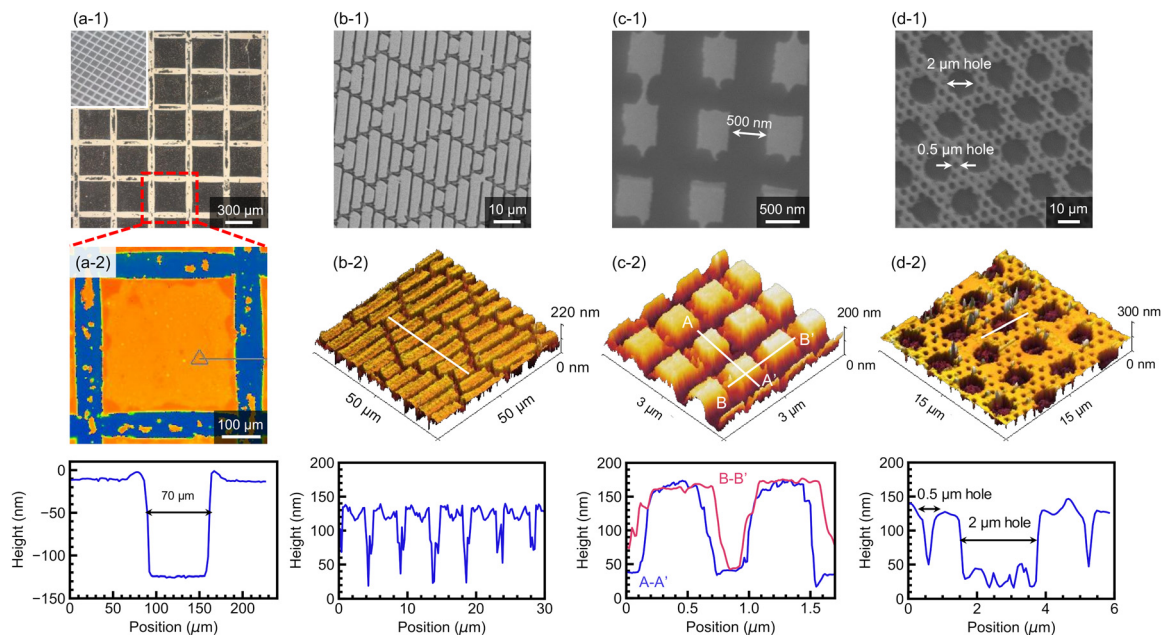 (a-1)
300 µm
(b-1)
10 µm
(c-1)
500 nm
500 nm
(d-1)
2 µm hole
0.5 µm hole
10 µm
(a-2)
100 µm
(b-2)
220 nm
0 nm
50 µm
50 µm
(c-2)
A
B'
A'
B
200 nm
0 nm
3 µm
3 µm
(d-2)
300 nm
0 nm
15 µm
15 µm
Height (nm)
0
−50
−100
−150
70 µm
0 40 80 120 160 200
Position (µm)
Height (nm)
200
150
100
50
0
0 10 20 30
Position (µm)
Height (nm)
200
150
100
50
0
B-B’
A-A’
0.0 0.5 1.0 1.5
Position (µm)
Height (nm)
200
150
100
50
0
0.5 µm hole
2 µm hole
0 2 4 6
Position (µm)